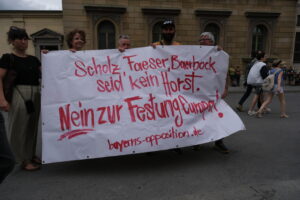 Scholz, Faeser Baerbock
seid kein Horst.
Nein zur Festung Europa!
bayerns-opposition.de